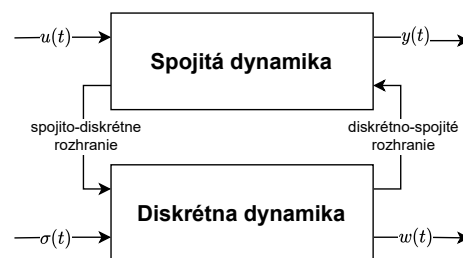 u(t)
Spojitá dynamika
y(t)
spojito-diskrétne
rozhranie
diskrétno-spojité
rozhranie
σ(t)
Diskrétna dynamika
w(t)